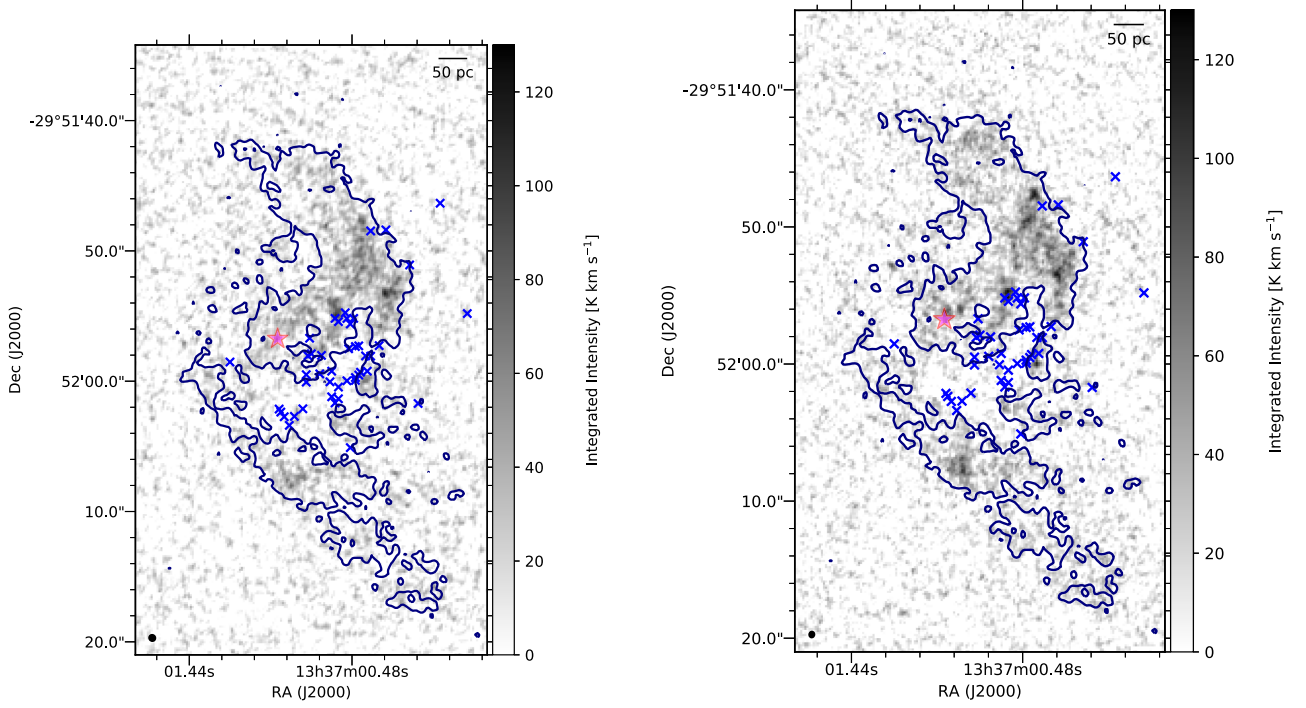 50 pc
-29°51'40.0"
50.0"
52'00.0"
10.0"
20.0"
Dec (J2000)
01.44s
13h37m00.48s
RA (J2000)
120
100
80
60
40
20
0
Integrated Intensity [K km s⁻¹]
50 pc
-29°51'40.0"
50.0"
52'00.0"
10.0"
20.0"
Dec (J2000)
01.44s
13h37m00.48s
RA (J2000)
120
100
80
60
40
20
0
Integrated Intensity [K km s⁻¹]